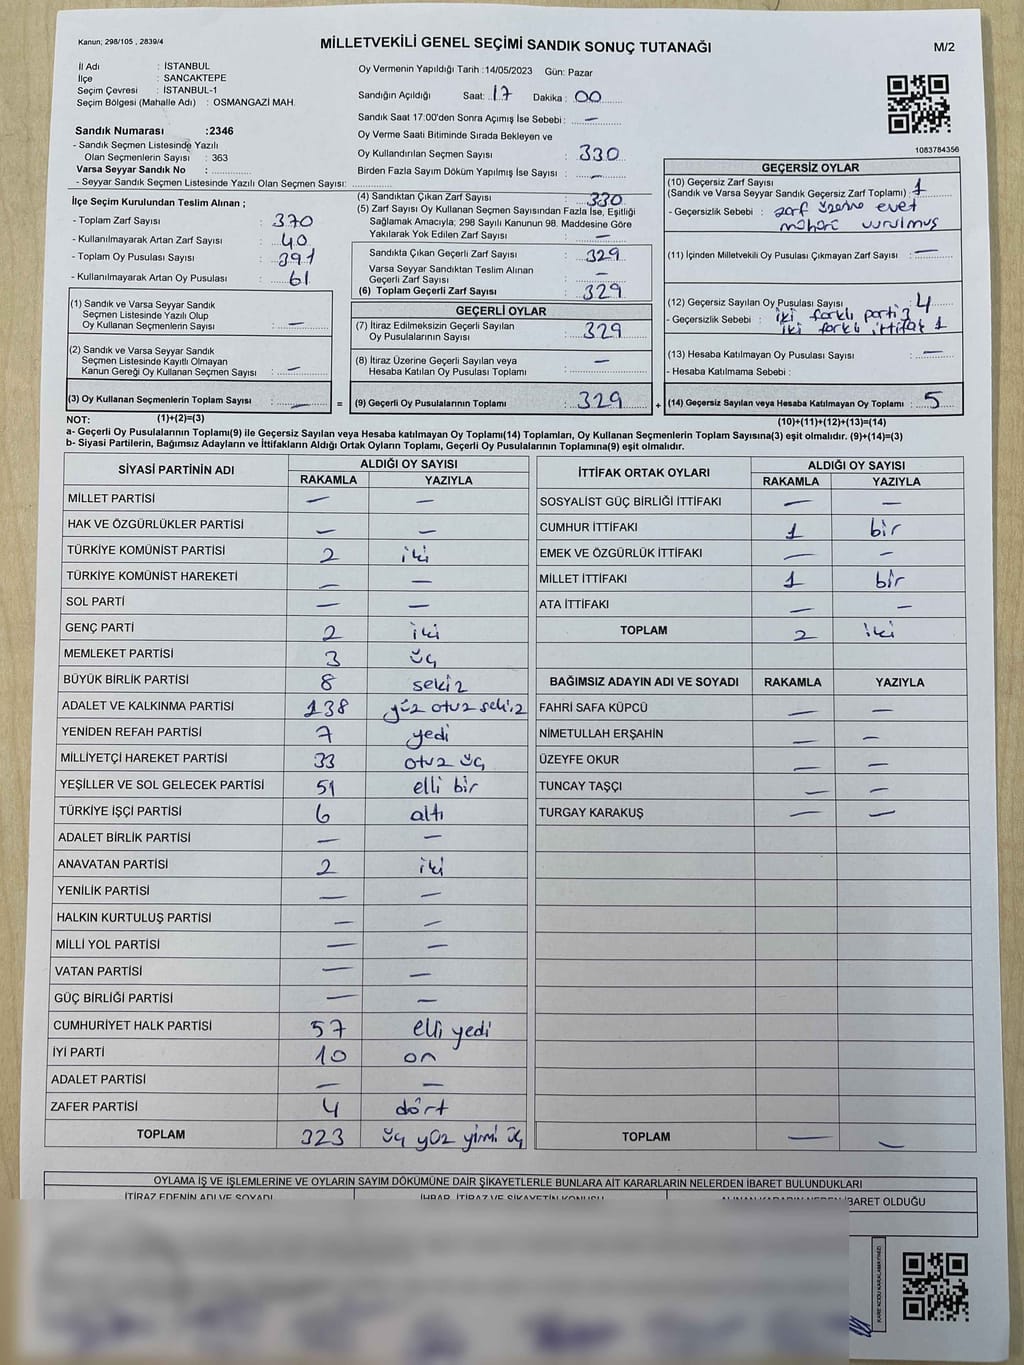 Kanun; 298/105 , 2839/4
MİLLETVEKİLİ GENEL SEÇİMİ SANDIK SONUÇ TUTANAĞI
M/2
İl Adı : İSTANBUL
İlçe : SANCAKTEPE
Seçim Çevresi : İSTANBUL-1
Seçim Bölgesi (Mahalle Adı) : OSMANGAZİ MAH.
Sandık Numarası :2346
- Sandık Seçmen Listesinde Yazılı
Olan Seçmenlerin Sayısı : 363
Varsa Seyyar Sandık No :
- Seyyar Sandık Seçmen Listesinde Yazılı Olan Seçmen Sayısı:
Oy Vermenin Yapıldığı Tarih :14/05/2023 Gün: Pazar
Sandığın Açıldığı Saat: 17 Dakika : 00
Sandık Saat 17:00'den Sonra Açımış İse Sebebi : —
Oy Verme Saati Bitiminde Sırada Bekleyen ve
Oy Kullandırılan Seçmen Sayısı : 330
Birden Fazla Sayım Döküm Yapılmış İse Sayısı : —
1083784356
İlçe Seçim Kurulundan Teslim Alınan ;
- Toplam Zarf Sayısı : 370
- Kullanılmayarak Artan Zarf Sayısı : 40
- Toplam Oy Pusulası Sayısı : 391
- Kullanılmayarak Artan Oy Pusulası : 61
(4) Sandıktan Çıkan Zarf Sayısı : 330
(5) Zarf Sayısı Oy Kullanan Seçmen Sayısından Fazla İse, Eşitliği
Sağlamak Amacıyla; 298 Sayılı Kanunun 98. Maddesine Göre
Yakılarak Yok Edilen Zarf Sayısı : —
Sandıkta Çıkan Geçerli Zarf Sayısı : 329
Varsa Seyyar Sandıktan Teslim Alınan
Geçerli Zarf Sayısı : —
(6) Toplam Geçerli Zarf Sayısı : 329
GEÇERSİZ OYLAR
(10) Geçersiz Zarf Sayısı
(Sandık ve Varsa Seyyar Sandık Geçersiz Zarf Toplamı) : 1
- Geçersizlik Sebebi : zarf üzerine evet
mührü vurulmuş
(11) İçinden Milletvekili Oy Pusulası Çıkmayan Zarf Sayısı : —
(12) Geçersiz Sayılan Oy Pusulası Sayısı : 4
- Geçersizlik Sebebi : iki farklı parti 3
iki farklı ittifak 1
(13) Hesaba Katılmayan Oy Pusulası Sayısı : —
- Hesaba Katılmama Sebebi :
(14) Geçersiz Sayılan veya Hesaba Katılmayan Oy Toplamı : 5
(10)+(11)+(12)+(13)=(14)
(1) Sandık ve Varsa Seyyar Sandık
Seçmen Listesinde Yazılı Olup
Oy Kullanan Seçmenlerin Sayısı : —
(2) Sandık ve Varsa Seyyar Sandık
Seçmen Listesinde Kayıtlı Olmayan
Kanun Gereği Oy Kullanan Seçmen Sayısı : —
(3) Oy Kullanan Seçmenlerin Toplam Sayısı : — =
GEÇERLİ OYLAR
(7) İtiraz Edilmeksizin Geçerli Sayılan
Oy Pusulalarının Sayısı : 329
(8) İtiraz Üzerine Geçerli Sayılan veya
Hesaba Katılan Oy Pusulası Toplamı : —
(9) Geçerli Oy Pusulalarının Toplamı : 329 +
NOT: (1)+(2)=(3)
a- Geçerli Oy Pusulaların Toplamı(9) ile Geçersiz Sayılan veya Hesaba katılmayan Oy Toplamı(14) Toplamları, Oy Kullanan Seçmenlerin Toplam Sayısına(3) eşit olmalıdır. (9)+(14)=(3)
b- Siyasi Partilerin, Bağımsız Adayların ve İttifakların Aldığı Ortak Oyların Toplamı, Geçerli Oy Pusulalarının Toplamına(9) eşit olmalıdır.
SİYASİ PARTİNİN ADI ALDIĞI OY SAYISI
RAKAMLA YAZIYLA
MİLLET PARTİSİ — —
HAK VE ÖZGÜRLÜKLER PARTİSİ — —
TÜRKİYE KOMÜNİST PARTİSİ 2 iki
TÜRKİYE KOMÜNİST HAREKETİ — —
SOL PARTİ — —
GENÇ PARTİ 2 iki
MEMLEKET PARTİSİ 3 üç
BÜYÜK BİRLİK PARTİSİ 8 sekiz
ADALET VE KALKINMA PARTİSİ 138 yüz otuz sekiz
YENİDEN REFAH PARTİSİ 7 yedi
MİLLİYETÇİ HAREKET PARTİSİ 33 otuz üç
YEŞİLLER VE SOL GELECEK PARTİSİ 51 elli bir
TÜRKİYE İŞÇİ PARTİSİ 6 altı
ADALET BİRLİK PARTİSİ — —
ANAVATAN PARTİSİ 2 iki
YENİLİK PARTİSİ — —
HALKIN KURTULUŞ PARTİSİ — —
MİLLİ YOL PARTİSİ — —
VATAN PARTİSİ — —
GÜÇ BİRLİĞİ PARTİSİ — —
CUMHURİYET HALK PARTİSİ 57 elli yedi
İYİ PARTİ 10 on
ADALET PARTİSİ — —
ZAFER PARTİSİ 4 dört
TOPLAM 323 üç yüz yirmi üç
İTTİFAK ORTAK OYLARI ALDIĞI OY SAYISI
RAKAMLA YAZIYLA
SOSYALİST GÜÇ BİRLİĞİ İTTİFAKI — —
CUMHUR İTTİFAKI 1 bir
EMEK VE ÖZGÜRLÜK İTTİFAKI — —
MİLLET İTTİFAKI 1 bir
ATA İTTİFAKI — —
TOPLAM 2 iki
BAĞIMSIZ ADAYIN ADI VE SOYADI RAKAMLA YAZIYLA
FAHRİ SAFA KÜPCÜ — —
NİMETULLAH ERŞAHİN — —
ÜZEYFE OKUR — —
TUNCAY TAŞÇI — —
TURGAY KARAKUŞ — —
TOPLAM — —
OYLAMA İŞ VE İŞLEMLERİNE VE OYLARIN SAYIM DÖKÜMÜNE DAİR ŞİKAYETLERLE BUNLARA AİT KARARLARIN NELERDEN İBARET BULUNDUKLARI
İTİRAZ EDENİN ADI VE SOYADI İHBAR, İTİRAZ VE ŞİKAYETİN KONUSU ALINAN KARARIN NEDEN İBARET OLDUĞU
KARE KODU KARALAMAYINIZ!